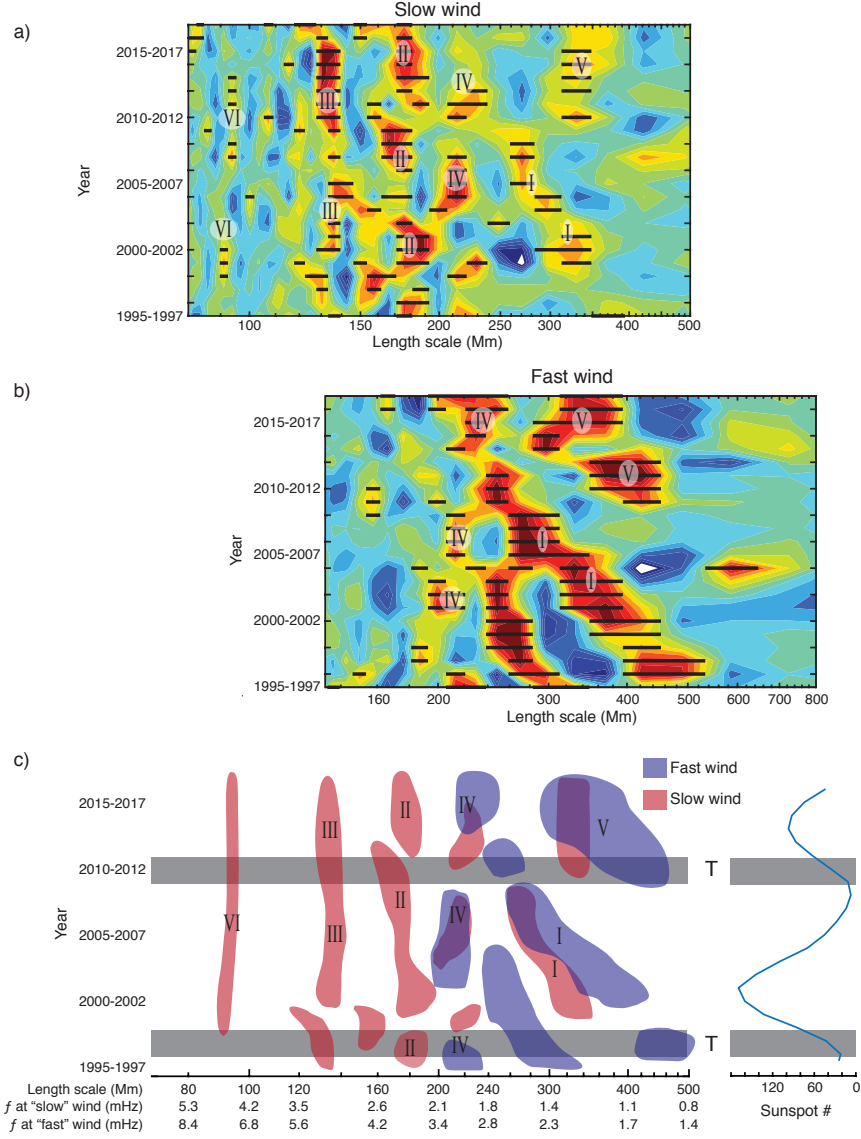 Slow wind
a)
2015-2017
2010-2012
2005-2007
2000-2002
1995-1997
Year
II
V
IV
III
VI
II
IV
I
III
VI
I
II
100 150 200 250 300 350 400 500
Length scale (Mm)
Fast wind
b)
2015-2017
2010-2012
2005-2007
2000-2002
1995-1997
Year
IV
V
V
IV
I
I
IV
160 200 250 300 350 400 500 600 700 800
Length scale (Mm)
c)
Fast wind
Slow wind
2015-2017
2010-2012
2005-2007
2000-2002
1995-1997
Year
II
IV
III
V
T
II
IV
VI
III
I
I
T
II
IV
Length scale (Mm) 80 100 120 160 200 240 300 400 500
f at "slow" wind (mHz) 5.3 4.2 3.5 2.6 2.1 1.8 1.4 1.1 0.8
f at "fast" wind (mHz) 8.4 6.8 5.6 4.2 3.4 2.8 2.3 1.7 1.4
120 60 0
Sunspot #